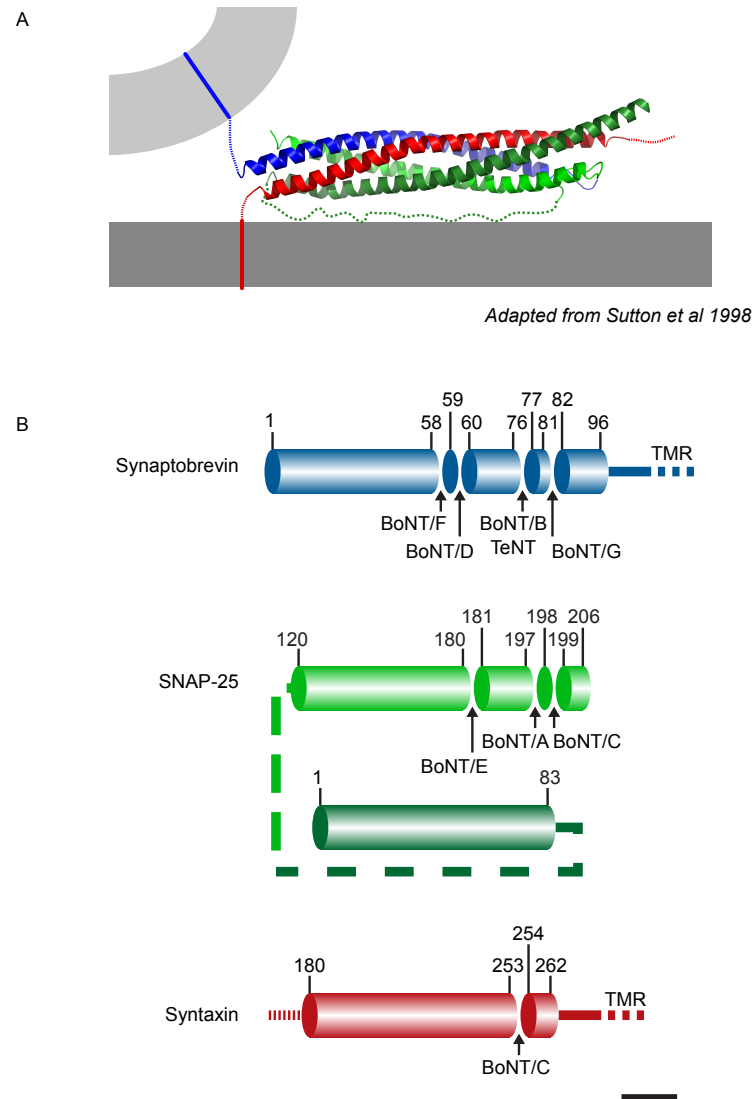 A
Adapted from Sutton et al 1998
B
59 77 82
1 58 60 76 81 96
Synaptobrevin
TMR
BoNT/F BoNT/B
BoNT/D TeNT BoNT/G
181 198 206
120 180 197 199
SNAP-25
BoNT/A BoNT/C
BoNT/E
1 83
254
180 253 262
Syntaxin
TMR
BoNT/C